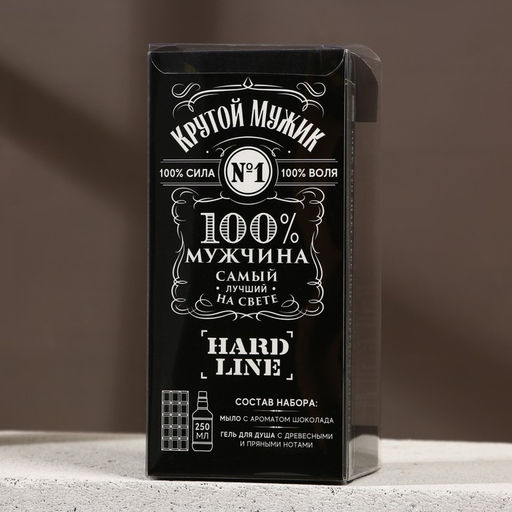 КРУТОЙ МУЖИК
100% СИЛА №1 100% ВОЛЯ
100%
МУЖЧИНА
САМЫЙ
• ЛУЧШИЙ •
НА СВЕТЕ
HARD
LINE
СОСТАВ НАБОРА:
МЫЛО С АРОМАТОМ ШОКОЛАДА
250
МЛ
ГЕЛЬ ДЛЯ ДУША С ДРЕВЕСНЫМИ
И ПРЯНЫМИ НОТАМИ